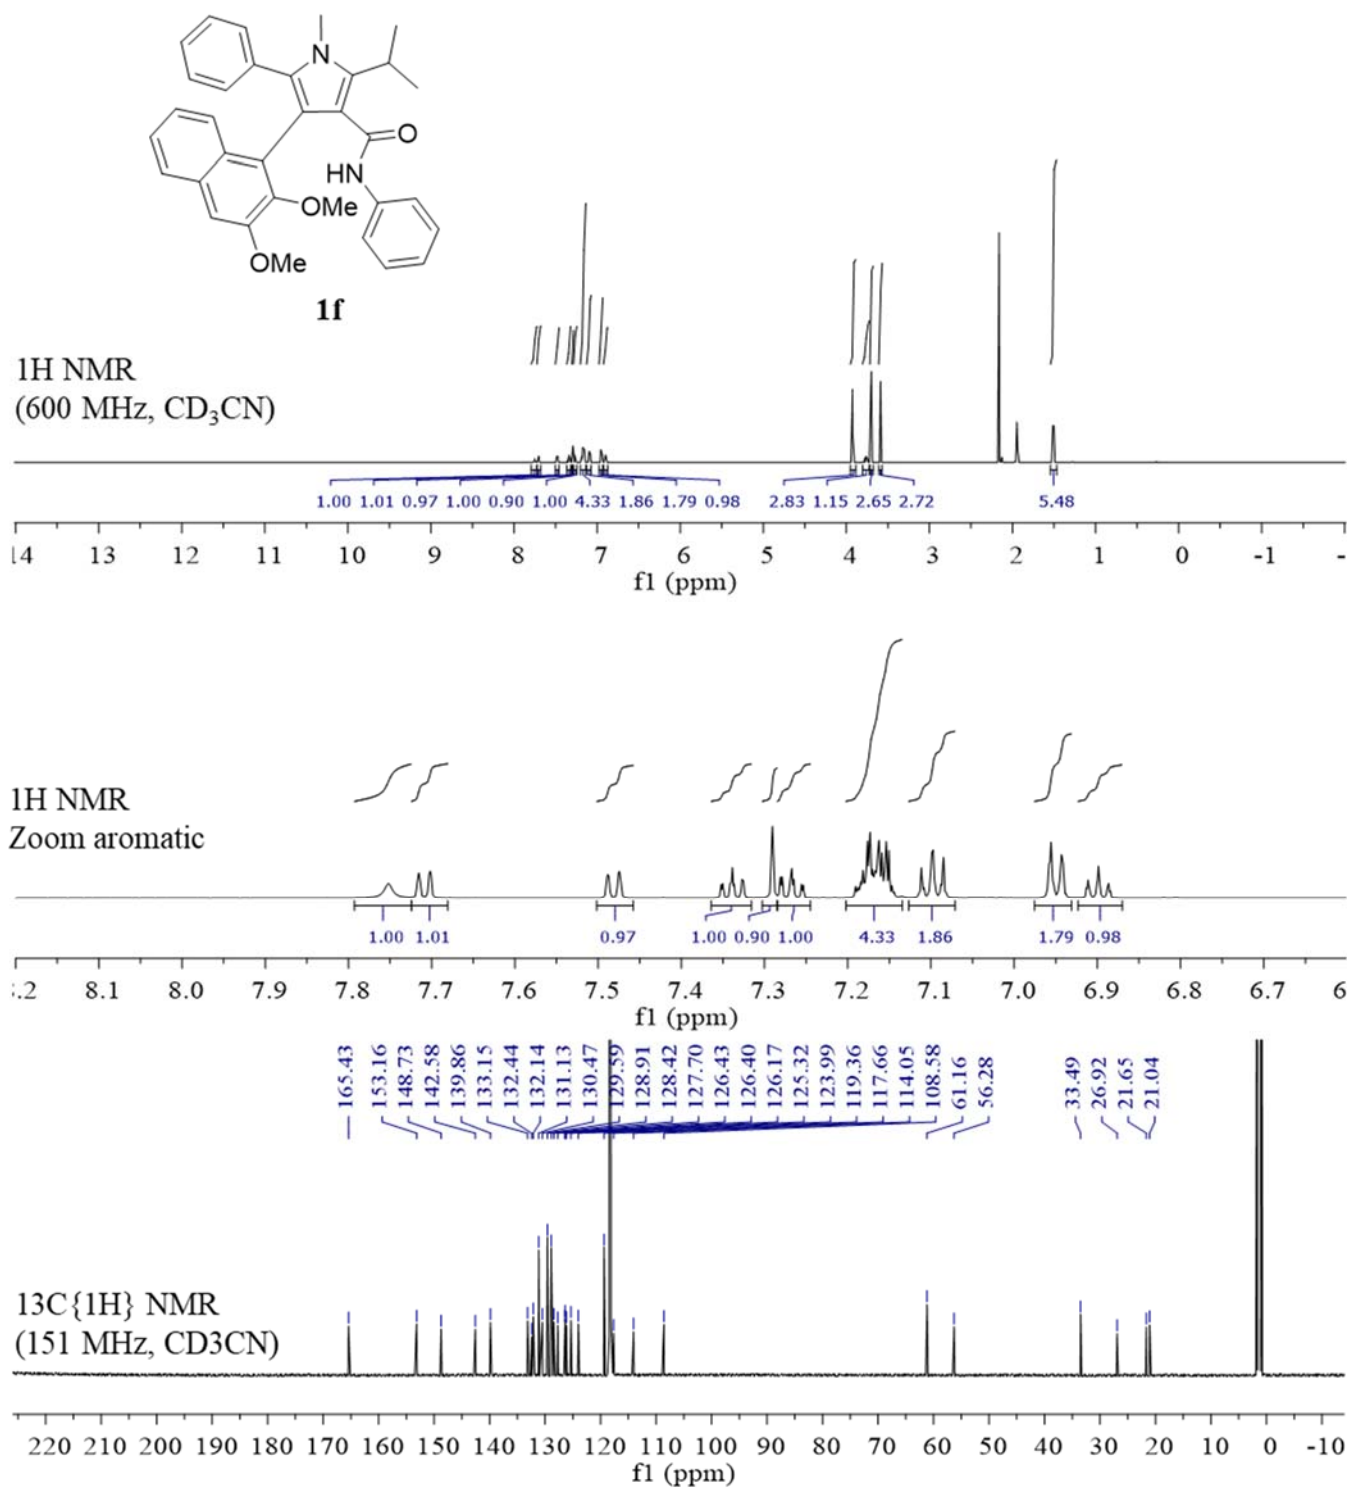 N
O
HN
OMe
OMe
1f
1H NMR
(600 MHz, CD3CN)
1.00 1.01 0.97 1.00 0.90 1.00 4.33 1.86 1.79 0.98 2.83 1.15 2.65 2.72 5.48
14 13 12 11 10 9 8 7 6 5 4 3 2 1 0 -1 -
f1 (ppm)
1H NMR
Zoom aromatic
1.00 1.01 0.97 1.00 0.90 1.00 4.33 1.86 1.79 0.98
8.1 8.0 7.9 7.8 7.7 7.6 7.5 7.4 7.3 7.2 7.1 7.0 6.9 6.8 6.7 6
f1 (ppm)
165.43
153.16
148.73
142.58
139.86
133.15
132.44
132.14
131.13
130.47
129.59
128.91
128.42
127.70
126.43
126.40
126.17
125.32
123.99
119.36
117.66
114.05
108.58
61.16
56.28
33.49
26.92
21.65
21.04
13C{1H} NMR
(151 MHz, CD3CN)
220 210 200 190 180 170 160 150 140 130 120 110 100 90 80 70 60 50 40 30 20 10 0 -10
f1 (ppm)